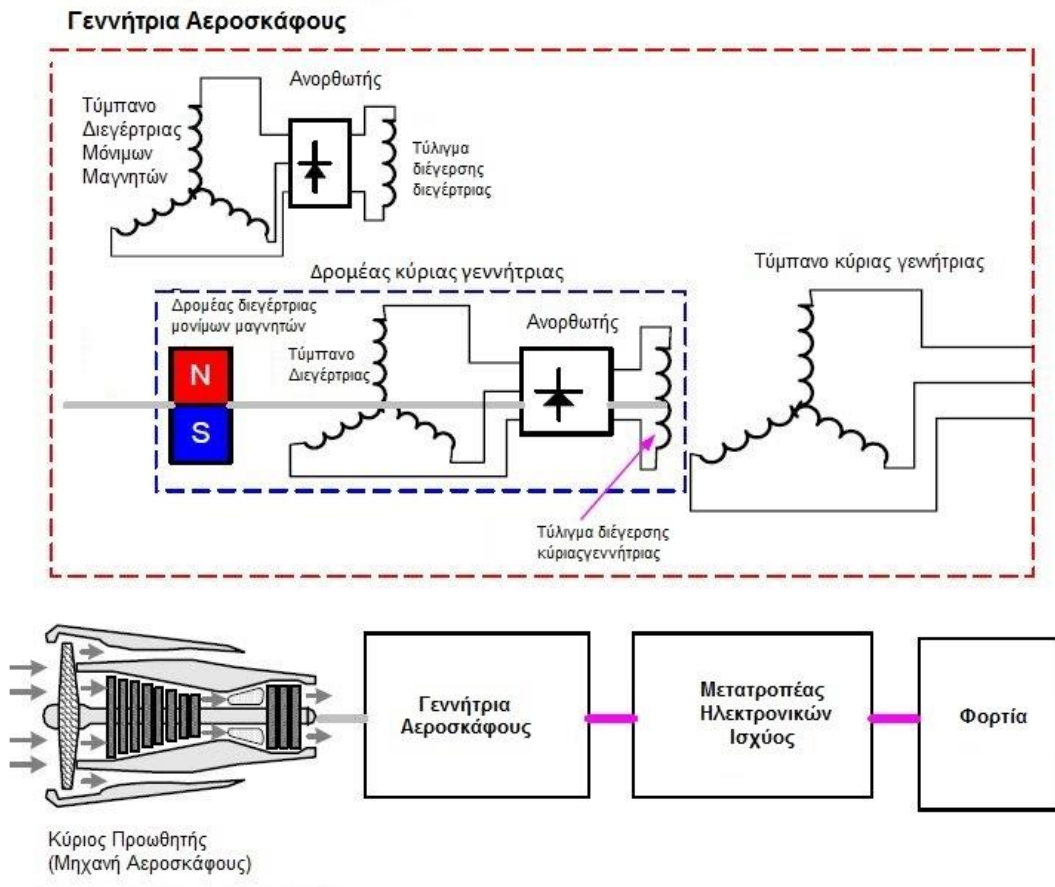 Γεννήτρια Αεροσκάφους
Ανορθωτής
Τύμπανο
Διεγέρτριας
Μόνιμων
Μαγνητών
Τύλιγμα
διέγερσης
διεγέρτριας
Δρομέας κύριας γεννήτριας
Τύμπανο κύριας γεννήτριας
Δρομέας διεγέρτριας
μονίμων μαγνητών
Ανορθωτής
Τύμπανο
Διεγέρτριας
N
S
Τύλιγμα διέγερσης
κύριαςγεννήτριας
Γεννήτρια
Αεροσκάφους
Μετατροπέας
Ηλεκτρονικών
Ισχύος
Φορτία
Κύριος Προωθητής
(Μηχανή Αεροσκάφους)